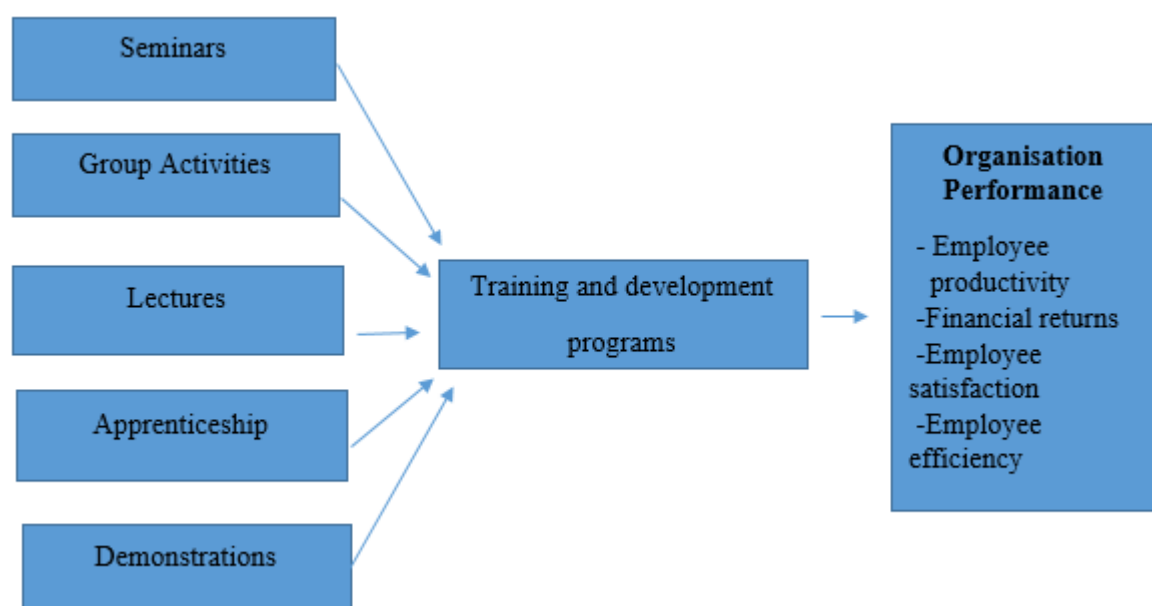 Seminars
Group Activities
Lectures
Apprenticeship
Demonstrations
Training and development
programs
Organisation
Performance
- Employee
productivity
-Financial returns
-Employee
satisfaction
-Employee
efficiency